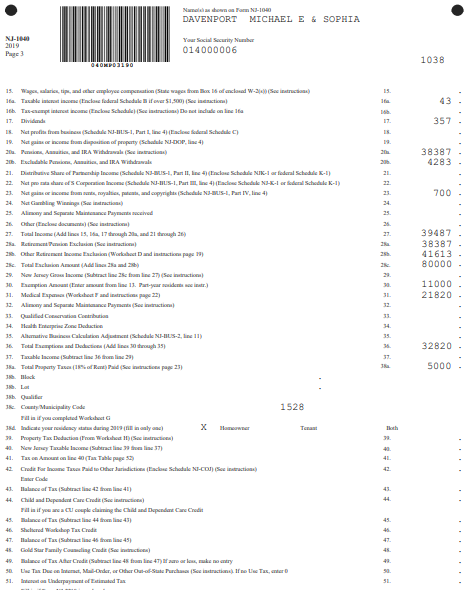 Name(s) as shown on Form NJ-1040
DAVENPORT MICHAEL E & SOPHIA
NJ-1040
2019
Page 3
Your Social Security Number
014000006
040MP03190
1038
15. Wages, salaries, tips, and other employee compensation (State wages from Box 16 of enclosed W-2(s)) (See instructions) 15. .
16a. Taxable interest income (Enclose federal Schedule B if over $1,500) (See instructions) 16a. 43 .
16b. Tax-exempt interest income (Enclose Schedule) (See instructions) Do not include on line 16a 16b.
17. Dividends 17. 357 .
18. Net profits from business (Schedule NJ-BUS-1, Part I, line 4) (Enclose federal Schedule C) 18. .
19. Net gains or income from disposition of property (Schedule NJ-DOP, line 4) 19. .
20a. Pensions, Annuities, and IRA Withdrawals (See instructions) 20a. 38387 .
20b. Excludable Pensions, Annuities, and IRA Withdrawals 20b. 4283 .
21. Distributive Share of Partnership Income (Schedule NJ-BUS-1, Part II, line 4) (Enclose Schedule NJK-1 or federal Schedule K-1) 21. .
22. Net pro rata share of S Corporation Income (Schedule NJ-BUS-1, Part III, line 4) (Enclose Schedule NJ-K-1 or federal Schedule K-1) 22. .
23. Net gains or income from rents, royalties, patents, and copyrights (Schedule NJ-BUS-1, Part IV, line 4) 23. 700 .
24. Net Gambling Winnings (See instructions) 24. .
25. Alimony and Separate Maintenance Payments received 25. .
26. Other (Enclose documents) (See instructions) 26. .
27. Total Income (Add lines 15, 16a, 17 through 20a, and 21 through 26) 27. 39487 .
28a. Retirement/Pension Exclusion (See instructions) 28a. 38387 .
28b. Other Retirement Income Exclusion (Worksheet D and instructions page 19) 28b. 41613 .
28c. Total Exclusion Amount (Add lines 28a and 28b) 28c. 80000 .
29. New Jersey Gross Income (Subtract line 28c from line 27) (See instructions) 29. .
30. Exemption Amount (Enter amount from line 13. Part-year residents see instr.) 30. 11000 .
31. Medical Expenses (Worksheet F and instructions page 22) 31. 21820 .
32. Alimony and Separate Maintenance Payments (See instructions) 32. .
33. Qualified Conservation Contribution 33. .
34. Health Enterprise Zone Deduction 34. .
35. Alternative Business Calculation Adjustment (Schedule NJ-BUS-2, line 11) 35. .
36. Total Exemptions and Deductions (Add lines 30 through 35) 36. 32820 .
37. Taxable Income (Subtract line 36 from line 29) 37. .
38a. Total Property Taxes (18% of Rent) Paid (See instructions page 23) 38a. 5000 .
38b. Block .
38b. Lot .
38b. Qualifier
38c. County/Municipality Code 1528
Fill in if you completed Worksheet G
38d. Indicate your residency status during 2019 (fill in only one) X Homeowner Tenant Both
39. Property Tax Deduction (From Worksheet H) (See instructions) 39. .
40. New Jersey Taxable Income (Subtract line 39 from line 37) 40. .
41. Tax on Amount on line 40 (Tax Table page 52) 41. .
42. Credit For Income Taxes Paid to Other Jurisdictions (Enclose Schedule NJ-COJ) (See instructions) 42. .
Enter Code
43. Balance of Tax (Subtract line 42 from line 41) 43. .
44. Child and Dependent Care Credit (See instructions) 44. .
Fill in if you are a CU couple claiming the Child and Dependent Care Credit
45. Balance of Tax (Subtract line 44 from line 43) 45. .
46. Sheltered Workshop Tax Credit 46. .
47. Balance of Tax (Subtract line 46 from line 45) 47. .
48. Gold Star Family Counseling Credit (See instructions) 48. .
49. Balance of Tax After Credit (Subtract line 48 from line 47) If zero or less, make no entry 49. .
50. Use Tax Due on Internet, Mail-Order, or Other Out-of-State Purchases (See instructions). If no Use Tax, enter 0 50. .
51. Interest on Underpayment of Estimated Tax 51. .